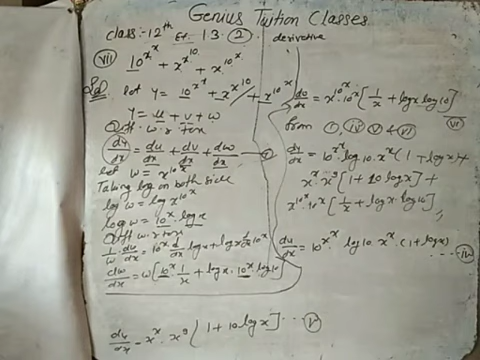 Genius Tuition Classes
Class:-12th Ex 13.2
(vii) 10^x^x + x^x^10 + x^10^x
Sol. let Y = 10^x^x + x^x^10 + x^10^x
Y = u + v + w
Diff. w.r. to x
dy/dx = du/dx + dv/dx + dw/dx
let w = x^10^x
Taking log on both side
log w = log x^10^x
log w = 10^x . log x
Diff w.r. to x
1/w dw/dx = 10^x d/dx log x + log x d/dx 10^x
dw/dx = w[10^x . 1/x + log x . 10^x . log 10]
dv/dx = x^x . x^9 [1 + 10 log x] ... (v)
derivative
dw/dx = x^10^x . 10^x [1/x + log x log 10] (vi)
from (i), (iv), (v) & (vi)
dy/dx = 10^x^x . log 10 . x^x (1 + log x) +
x^x . x^9 [1 + 10 log x] +
x^10^x . 10^x [1/x + log x . log 10]
du/dx = 10^x^x log 10 x^x . (1 + log x)
... (iv)